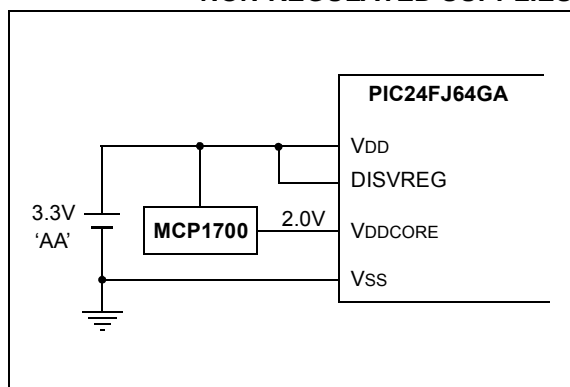 PIC24FJ64GA
VDD
DISVREG
3.3V
'AA'
MCP1700
2.0V
VDDCORE
VSS